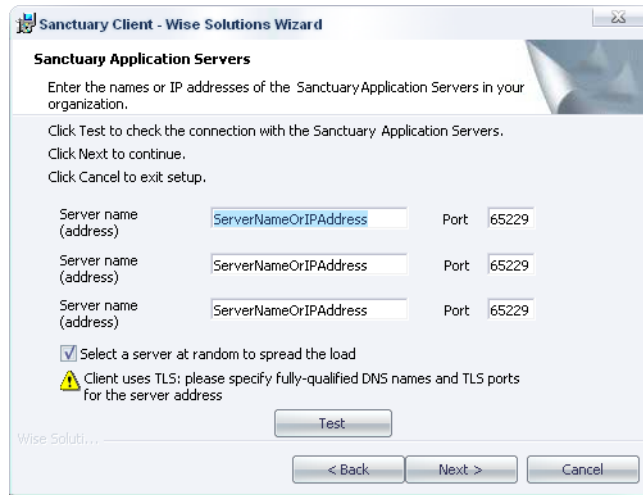 Sanctuary Client - Wise Solutions Wizard
Sanctuary Application Servers
Enter the names or IP addresses of the Sanctuary Application Servers in your
organization.
Click Test to check the connection with the Sanctuary Application Servers.
Click Next to continue.
Click Cancel to exit setup.
Server name
(address)
ServerNameOrIPAddress Port 65229
Server name
(address)
ServerNameOrIPAddress Port 65229
Server name
(address)
ServerNameOrIPAddress Port 65229
Select a server at random to spread the load
Client uses TLS: please specify fully-qualified DNS names and TLS ports
for the server address
Test
Wise Soluti...
< Back Next > Cancel